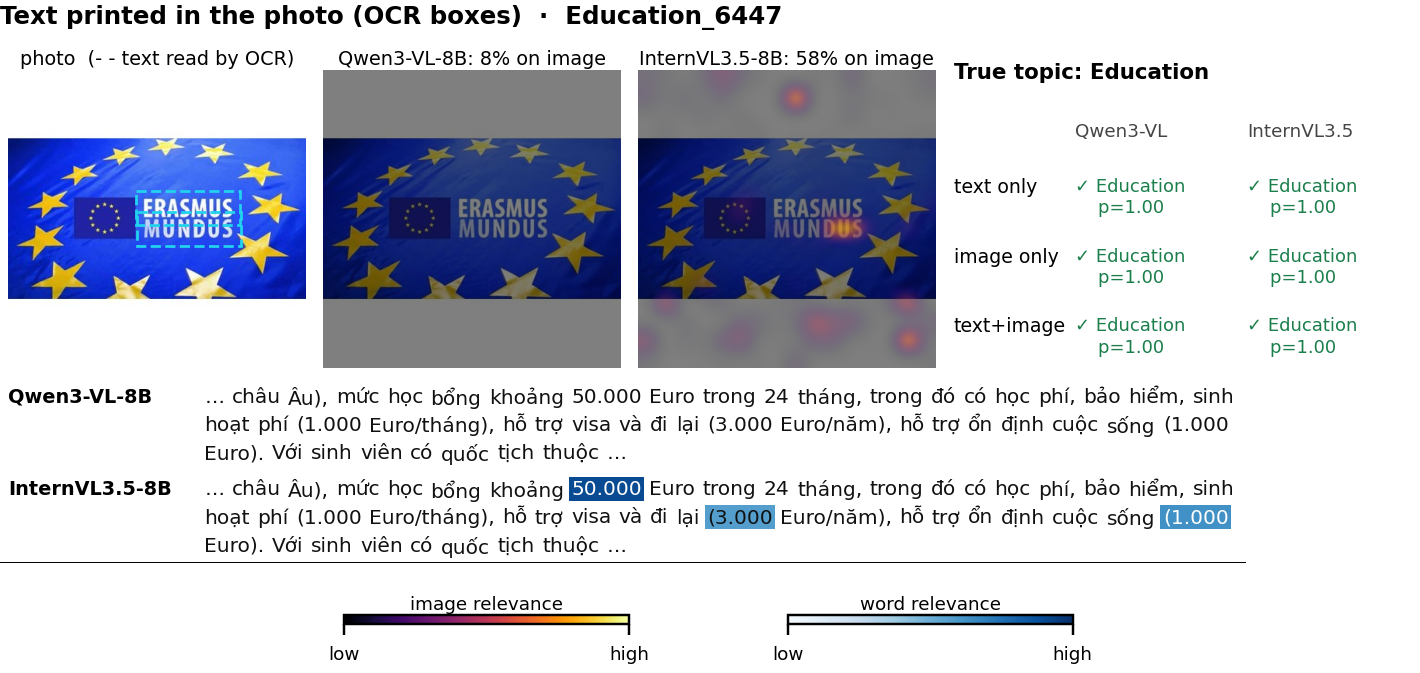 Text printed in the photo (OCR boxes)  ·  Education_6447
photo  (- - text read by OCR)
Qwen3-VL-8B: 8% on image
InternVL3.5-8B: 58% on image
ERASMUS
MUNDUS
ERASMUS
MUNDUS
ERASMUS
MUNDUS
True topic: Education
Qwen3-VL InternVL3.5
text only ✓ Education ✓ Education
p=1.00 p=1.00
image only ✓ Education ✓ Education
p=1.00 p=1.00
text+image ✓ Education ✓ Education
p=1.00 p=1.00
Qwen3-VL-8B ... châu Âu), mức học bổng khoảng 50.000 Euro trong 24 tháng, trong đó có học phí, bảo hiểm, sinh
hoạt phí (1.000 Euro/tháng), hỗ trợ visa và đi lại (3.000 Euro/năm), hỗ trợ ổn định cuộc sống (1.000
Euro). Với sinh viên có quốc tịch thuộc ...
InternVL3.5-8B ... châu Âu), mức học bổng khoảng 50.000 Euro trong 24 tháng, trong đó có học phí, bảo hiểm, sinh
hoạt phí (1.000 Euro/tháng), hỗ trợ visa và đi lại (3.000 Euro/năm), hỗ trợ ổn định cuộc sống (1.000
Euro). Với sinh viên có quốc tịch thuộc ...
image relevance
low high
word relevance
low high